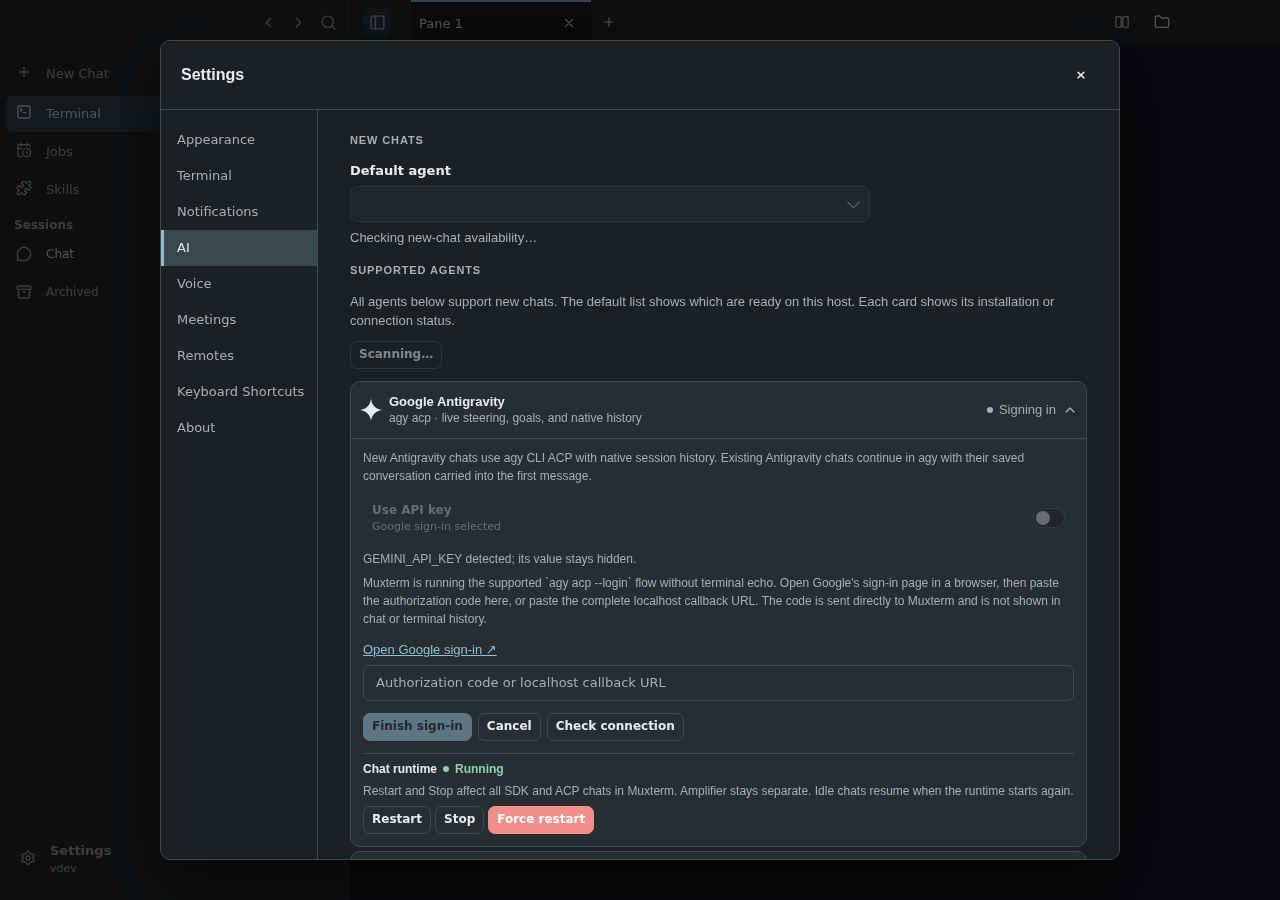 Pane 1
New Chat
Terminal
Jobs
Skills
Sessions
Chat
Archived
Settings
vdev
Settings
Appearance
Terminal
Notifications
AI
Voice
Meetings
Remotes
Keyboard Shortcuts
About
NEW CHATS
Default agent
Checking new-chat availability…
SUPPORTED AGENTS
All agents below support new chats. The default list shows which are ready on this host. Each card shows its installation or
connection status.
Scanning…
Google Antigravity
agy acp · live steering, goals, and native history
Signing in
New Antigravity chats use agy CLI ACP with native session history. Existing Antigravity chats continue in agy with their saved
conversation carried into the first message.
Use API key
Google sign-in selected
GEMINI_API_KEY detected; its value stays hidden.
Muxterm is running the supported `agy acp --login` flow without terminal echo. Open Google's sign-in page in a browser, then paste
the authorization code here, or paste the complete localhost callback URL. The code is sent directly to Muxterm and is not shown in
chat or terminal history.
Open Google sign-in ↗
Authorization code or localhost callback URL
Finish sign-in
Cancel
Check connection
Chat runtime
Running
Restart and Stop affect all SDK and ACP chats in Muxterm. Amplifier stays separate. Idle chats resume when the runtime starts again.
Restart
Stop
Force restart